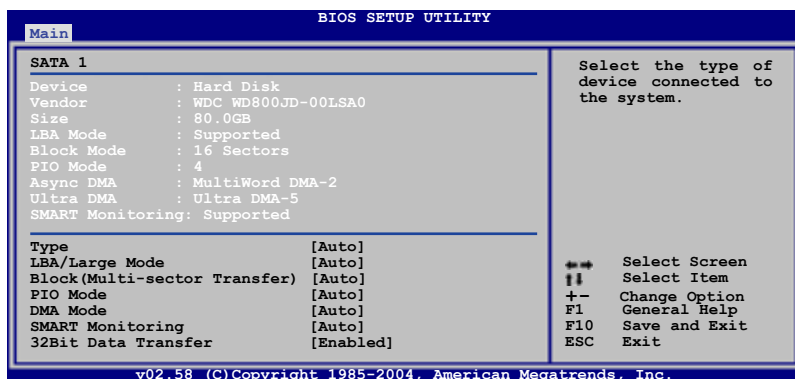 BIOS SETUP UTILITY
Main
SATA 1
Device : Hard Disk
Vendor : WDC WD800JD-00LSA0
Size : 80.0GB
LBA Mode : Supported
Block Mode : 16 Sectors
PIO Mode : 4
Async DMA : MultiWord DMA-2
Ultra DMA : Ultra DMA-5
SMART Monitoring: Supported
Type [Auto]
LBA/Large Mode [Auto]
Block(Multi-sector Transfer) [Auto]
PIO Mode [Auto]
DMA Mode [Auto]
SMART Monitoring [Auto]
32Bit Data Transfer [Enabled]
Select the type of
device connected to
the system.
Select Screen
Select Item
+- Change Option
F1 General Help
F10 Save and Exit
ESC Exit
v02.58 (C)Copyright 1985-2004, American Megatrends, Inc.